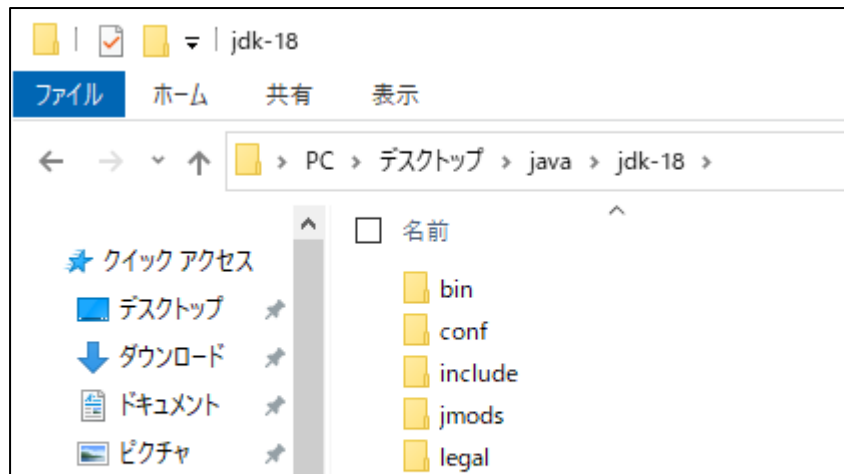 jdk-18
ファイル ホーム 共有 表示
PC > デスクトップ > java > jdk-18 >
名前
クイック アクセス
bin
デスクトップ
conf
ダウンロード
include
ドキュメント
jmods
ピクチャ
legal